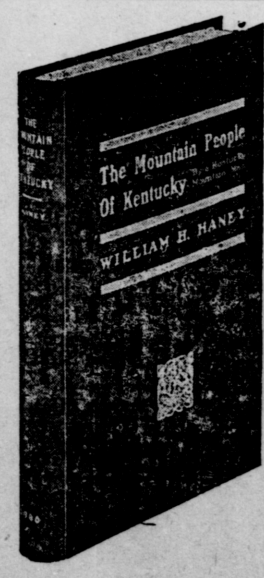 THE
MOUNTAIN
PEOPLE
OF
KENTUCKY
HANEY
The Mountain People
Of Kentucky
WILLIAM H. HANEY